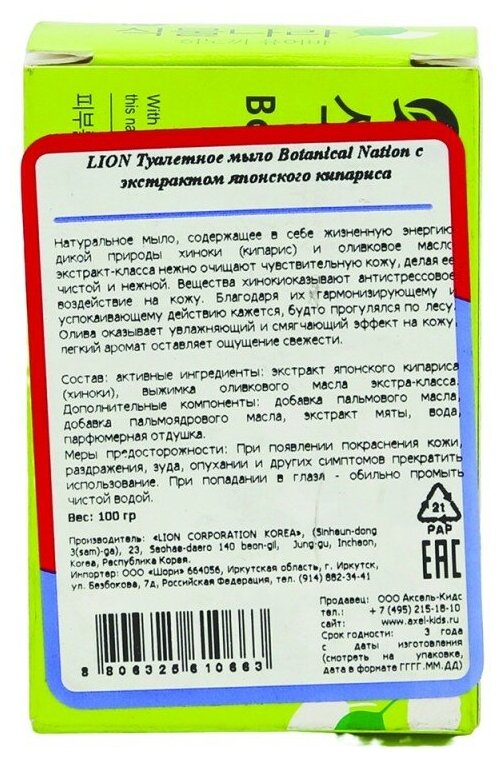 With
this na
피부
Во
LION Туалетное мыло Botanical Nation с
экстрактом японского кипариса
Натуральное мыло, содержащее в себе жизненную энергию
дикой природы хиноки (кипарис) и оливковое масло
экстракт-класса нежно очищают чувствительную кожу, делая ее
чистой и нежной. Вещества хинокиоказывают антистрессовое
воздействие на кожу. Благодаря их гармонизирующему и
успокаивающему действию кажется, будто прогулялся по лесу.
Олива оказывает увлажняющий и смягчающий эффект на кожу,
легкий аромат оставляет ощущение свежести.
Состав: активные ингредиенты: экстракт японского кипариса
(хиноки), выжимка оливкового масла экстра-класса.
Дополнительные компоненты: добавка пальмового масла,
добавка пальмоядрового масла, экстракт мяты, вода,
парфюмерная отдушка.
Меры предосторожности: При появлении покраснения кожи,
раздражения, зуда, опухании и других симптомов прекратить
использование. При попадании в глаза - обильно промыть
чистой водой.
Вес: 100 гр
21
PAP
EAC
Производитель: «LION CORPORATION KOREA», (Sinheun-dong
3(sam)-ga), 23, Seohae-daero 140 beon-gil, Jung-gu, Incheon,
Korea, Республика Корея.
Импортер: ООО «Шори» 664056, Иркутская область, г. Иркутск,
ул. Безбокова, 7д, Российская Федерация, тел. (914) 882-34-41
Продавец: ООО Аксель-Кидс
тел.: + 7 (495) 215-18-10
сайт: www.axel-kids.ru
Срок годности: 3 года
с даты изготовления
(смотреть на упаковке,
дата в формате ГГГГ.ММ.ДД)
8 806325 610663